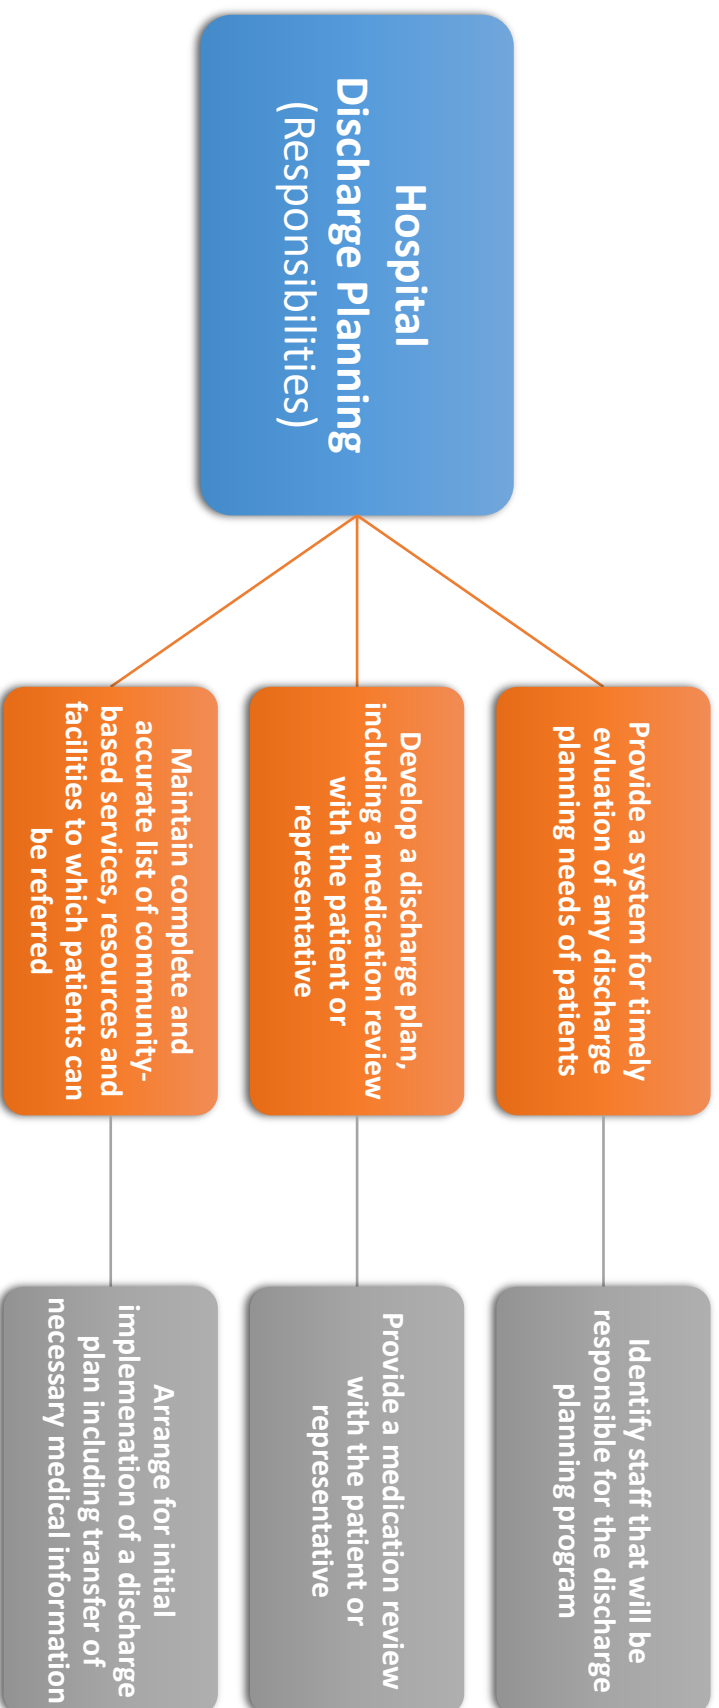 Hospital
Discharge Planning
(Responsibilities)
Provide a system for timely
evluation of any discharge
planning needs of patients
Identify staff that will be
responsible for the discharge
planning program
Develop a discharge plan,
including a medication review
with the patient or
representative
Provide a medication review
with the patient or
representative
Maintain complete and
accurate list of community-
based services, resources and
facilities to which patients can
be referred
Arrange for initial
implemenation of a discharge
plan including transfer of
necessary medical information